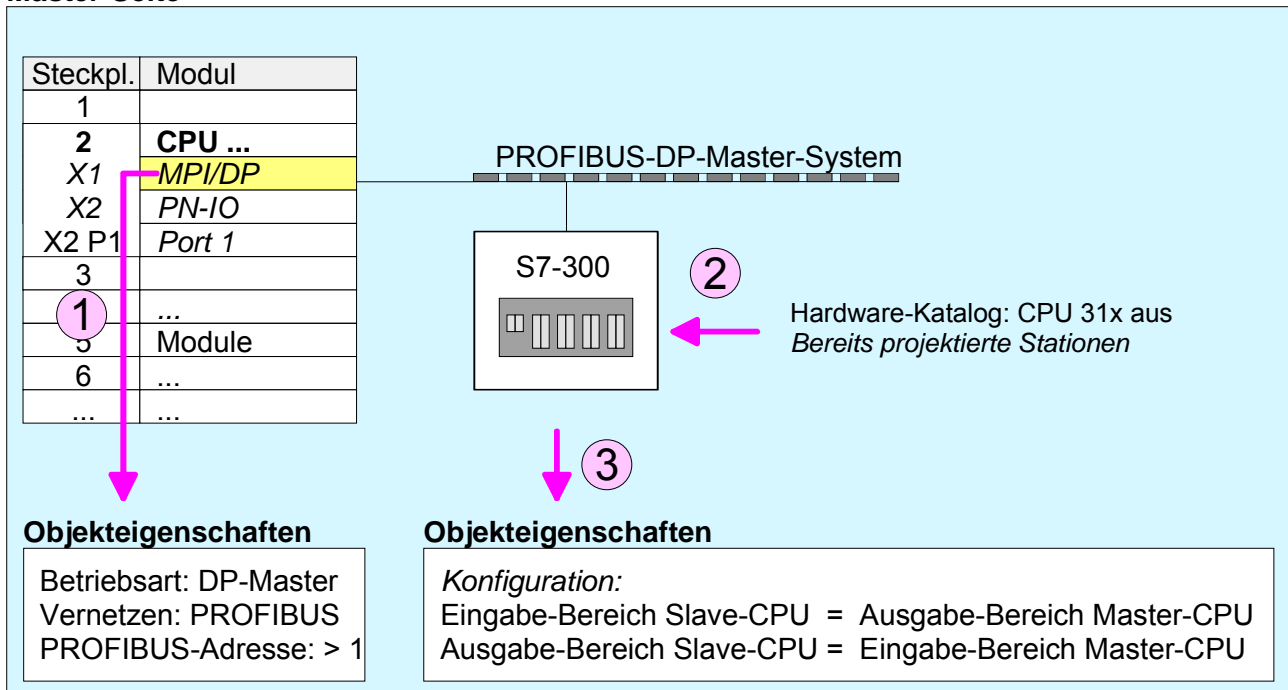 Steckpl. Modul
1
2 CPU ...
X1 MPI/DP
X2 PN-IO
X2 P1 Port 1
3
...
5 Module
6 ...
... ...
1
PROFIBUS-DP-Master-System
S7-300
2
Hardware-Katalog: CPU 31x aus
Bereits projektierte Stationen
3
Objekteigenschaften
Betriebsart: DP-Master
Vernetzen: PROFIBUS
PROFIBUS-Adresse: > 1
Objekteigenschaften
Konfiguration:
Eingabe-Bereich Slave-CPU = Ausgabe-Bereich Master-CPU
Ausgabe-Bereich Slave-CPU = Eingabe-Bereich Master-CPU